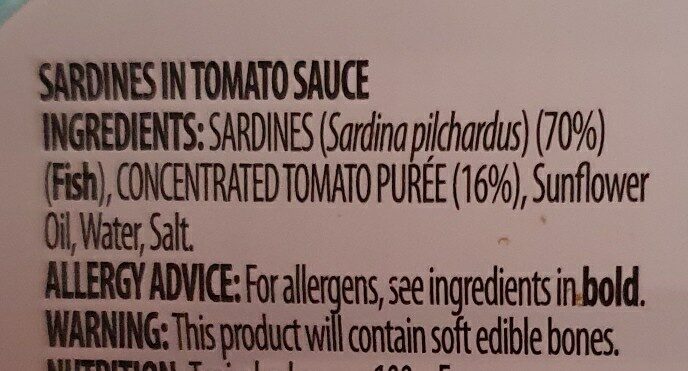 SARDINES IN TOMATO SAUCE
INGREDIENTS: SARDINES (Sardina pilchardus) (70%)
(Fish), CONCENTRATED TOMATO PURÉE (16%), Sunflower
Oil, Water, Salt.
ALLERGY ADVICE: For allergens, see ingredients in bold.
WARNING: This product will contain soft edible bones.
NUTRITION